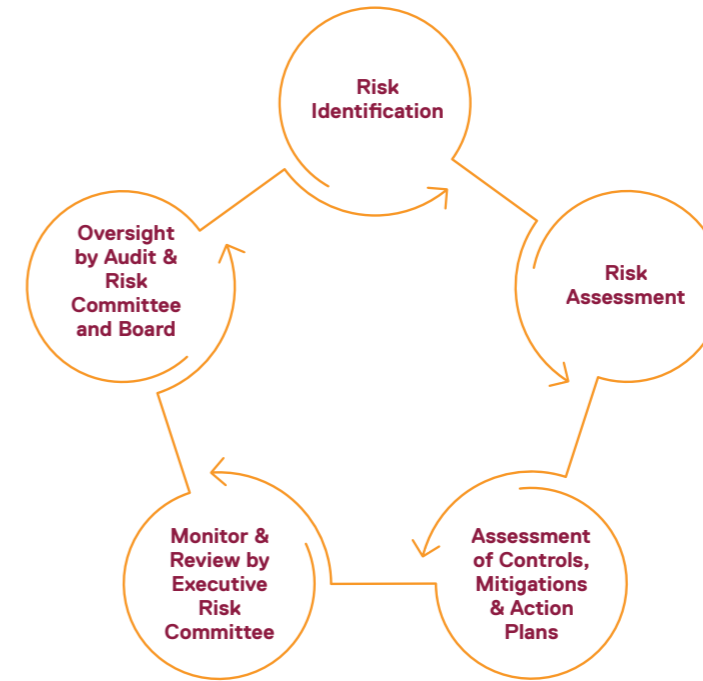 Risk
Identification
Risk
Assessment
Assessment
of Controls,
Mitigations
& Action
Plans
Monitor &
Review by
Executive
Risk
Committee
Oversight
by Audit &
Risk
Committee
and Board